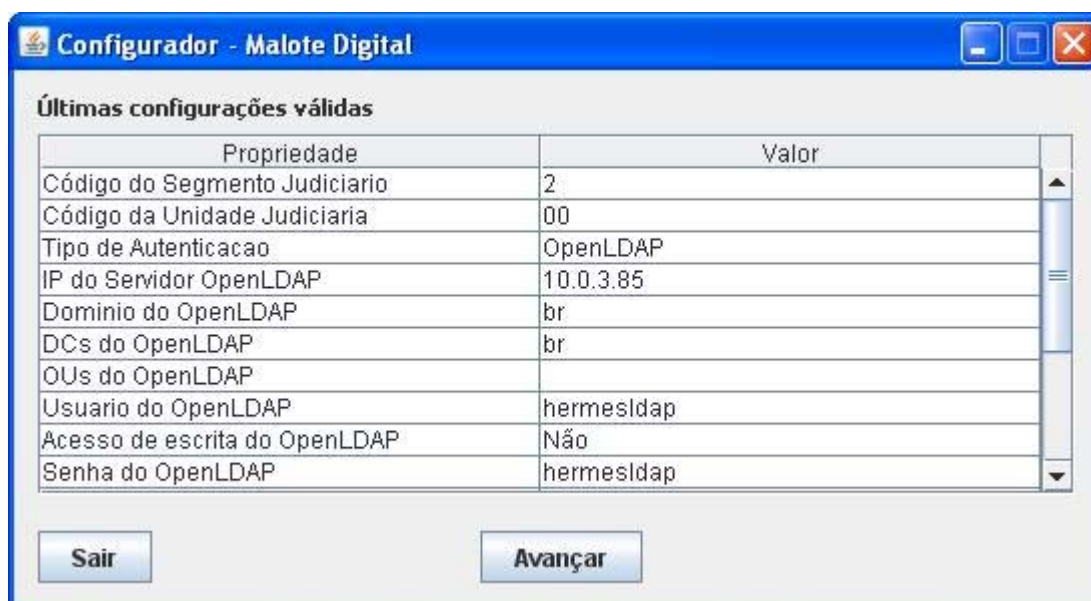 Configurador - Malote Digital
Últimas configurações válidas
Propriedade Valor
Código do Segmento Judiciario 2
Código da Unidade Judiciaria 00
Tipo de Autenticacao OpenLDAP
IP do Servidor OpenLDAP 10.0.3.85
Dominio do OpenLDAP br
DCs do OpenLDAP br
OUs do OpenLDAP
Usuario do OpenLDAP hermesldap
Acesso de escrita do OpenLDAP Não
Senha do OpenLDAP hermesldap
Sair Avançar